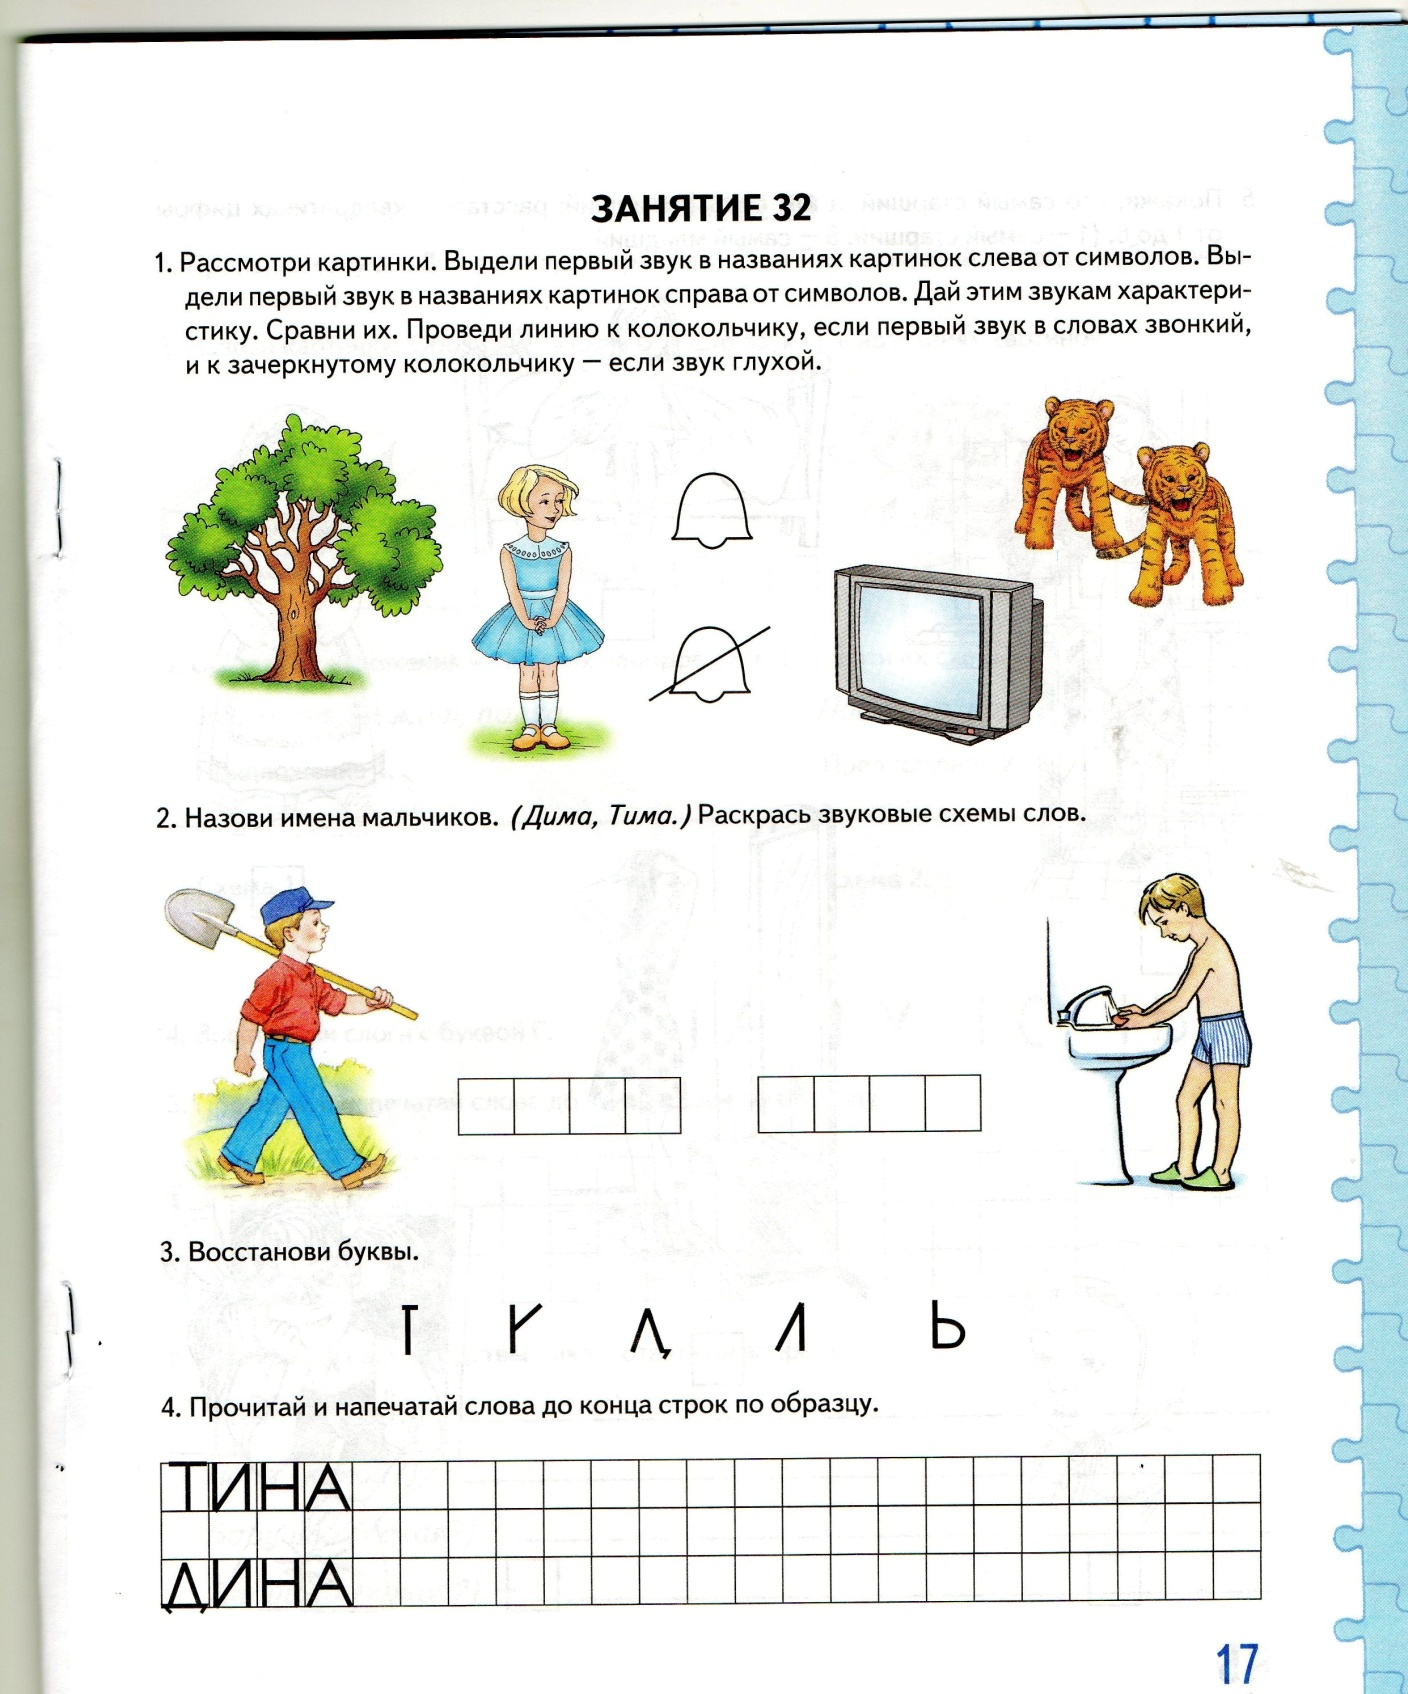 ЗАНЯТИЕ 32
1. Рассмотри картинки. Выдели первый звук в названиях картинок слева от символов. Вы-
дели первый звук в названиях картинок справа от символов. Дай этим звукам характери-
стику. Сравни их. Проведи линию к колокольчику, если первый звук в словах звонкий,
и к зачеркнутому колокольчику — если звук глухой.
2. Назови имена мальчиков. (Дима, Тима.) Раскрась звуковые схемы слов.
3. Восстанови буквы.
Ь
4. Прочитай и напечатай слова до конца строк по образцу.
ТИНА
ДИНА
17